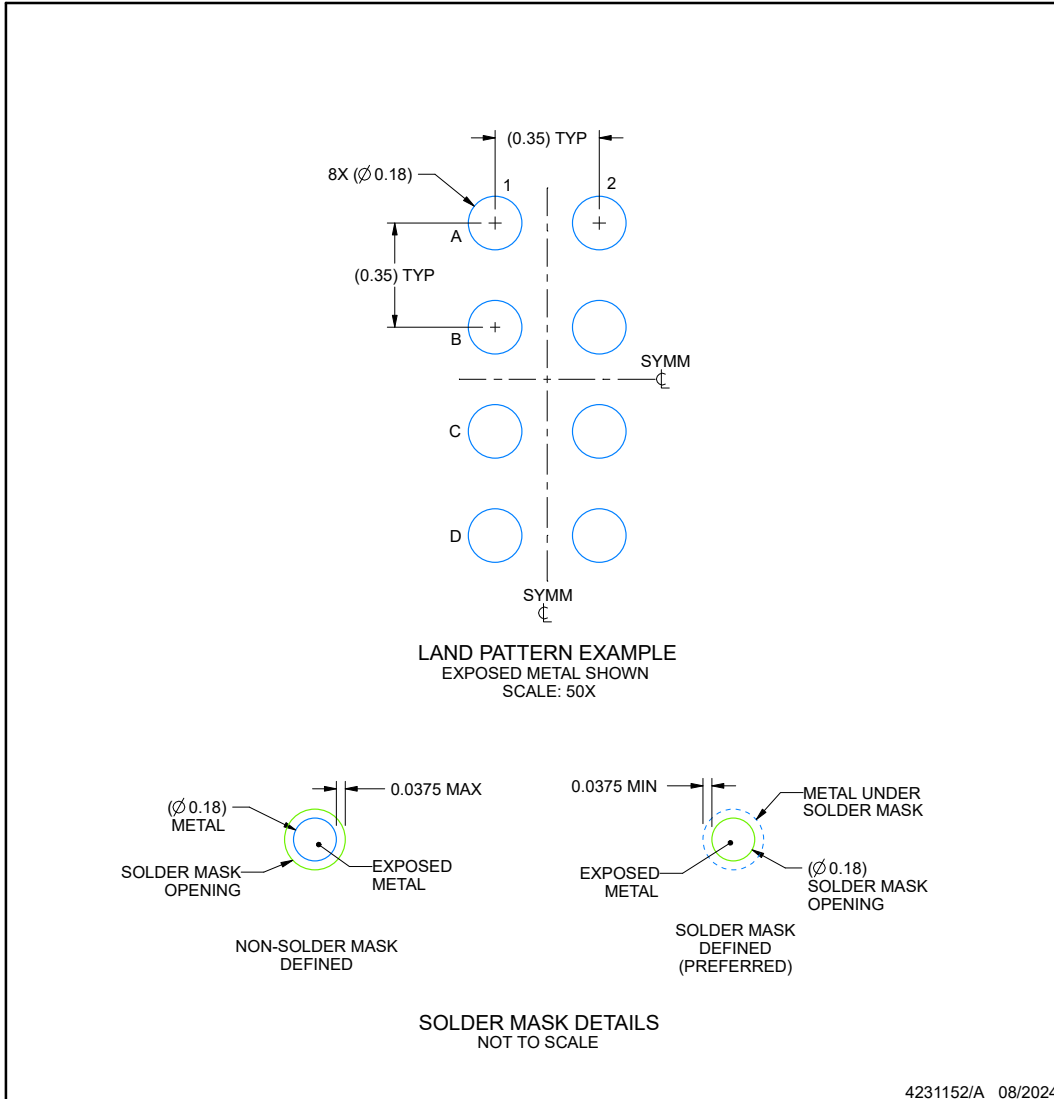 (0.35) TYP
8X (∅ 0.18)
1
2
A
(0.35) TYP
B
SYMM
℄
C
D
SYMM
℄
LAND PATTERN EXAMPLE
EXPOSED METAL SHOWN
SCALE: 50X
(∅ 0.18)
METAL
0.0375 MAX
SOLDER MASK
OPENING
EXPOSED
METAL
NON-SOLDER MASK
DEFINED
0.0375 MIN
METAL UNDER
SOLDER MASK
EXPOSED
METAL
(∅ 0.18)
SOLDER MASK
OPENING
SOLDER MASK
DEFINED
(PREFERRED)
SOLDER MASK DETAILS
NOT TO SCALE
4231152/A 08/2024